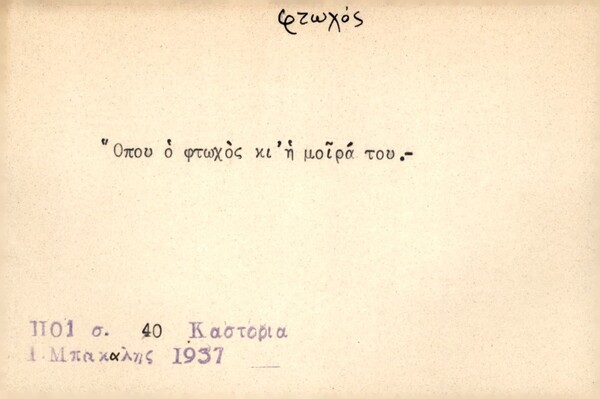 φτωχός
Ὅπου ὁ φτωχὸς κι' ἡ μοῖρά του.-
1101 σ. 40 Καστορια
Γ. Μπακαλης 1937